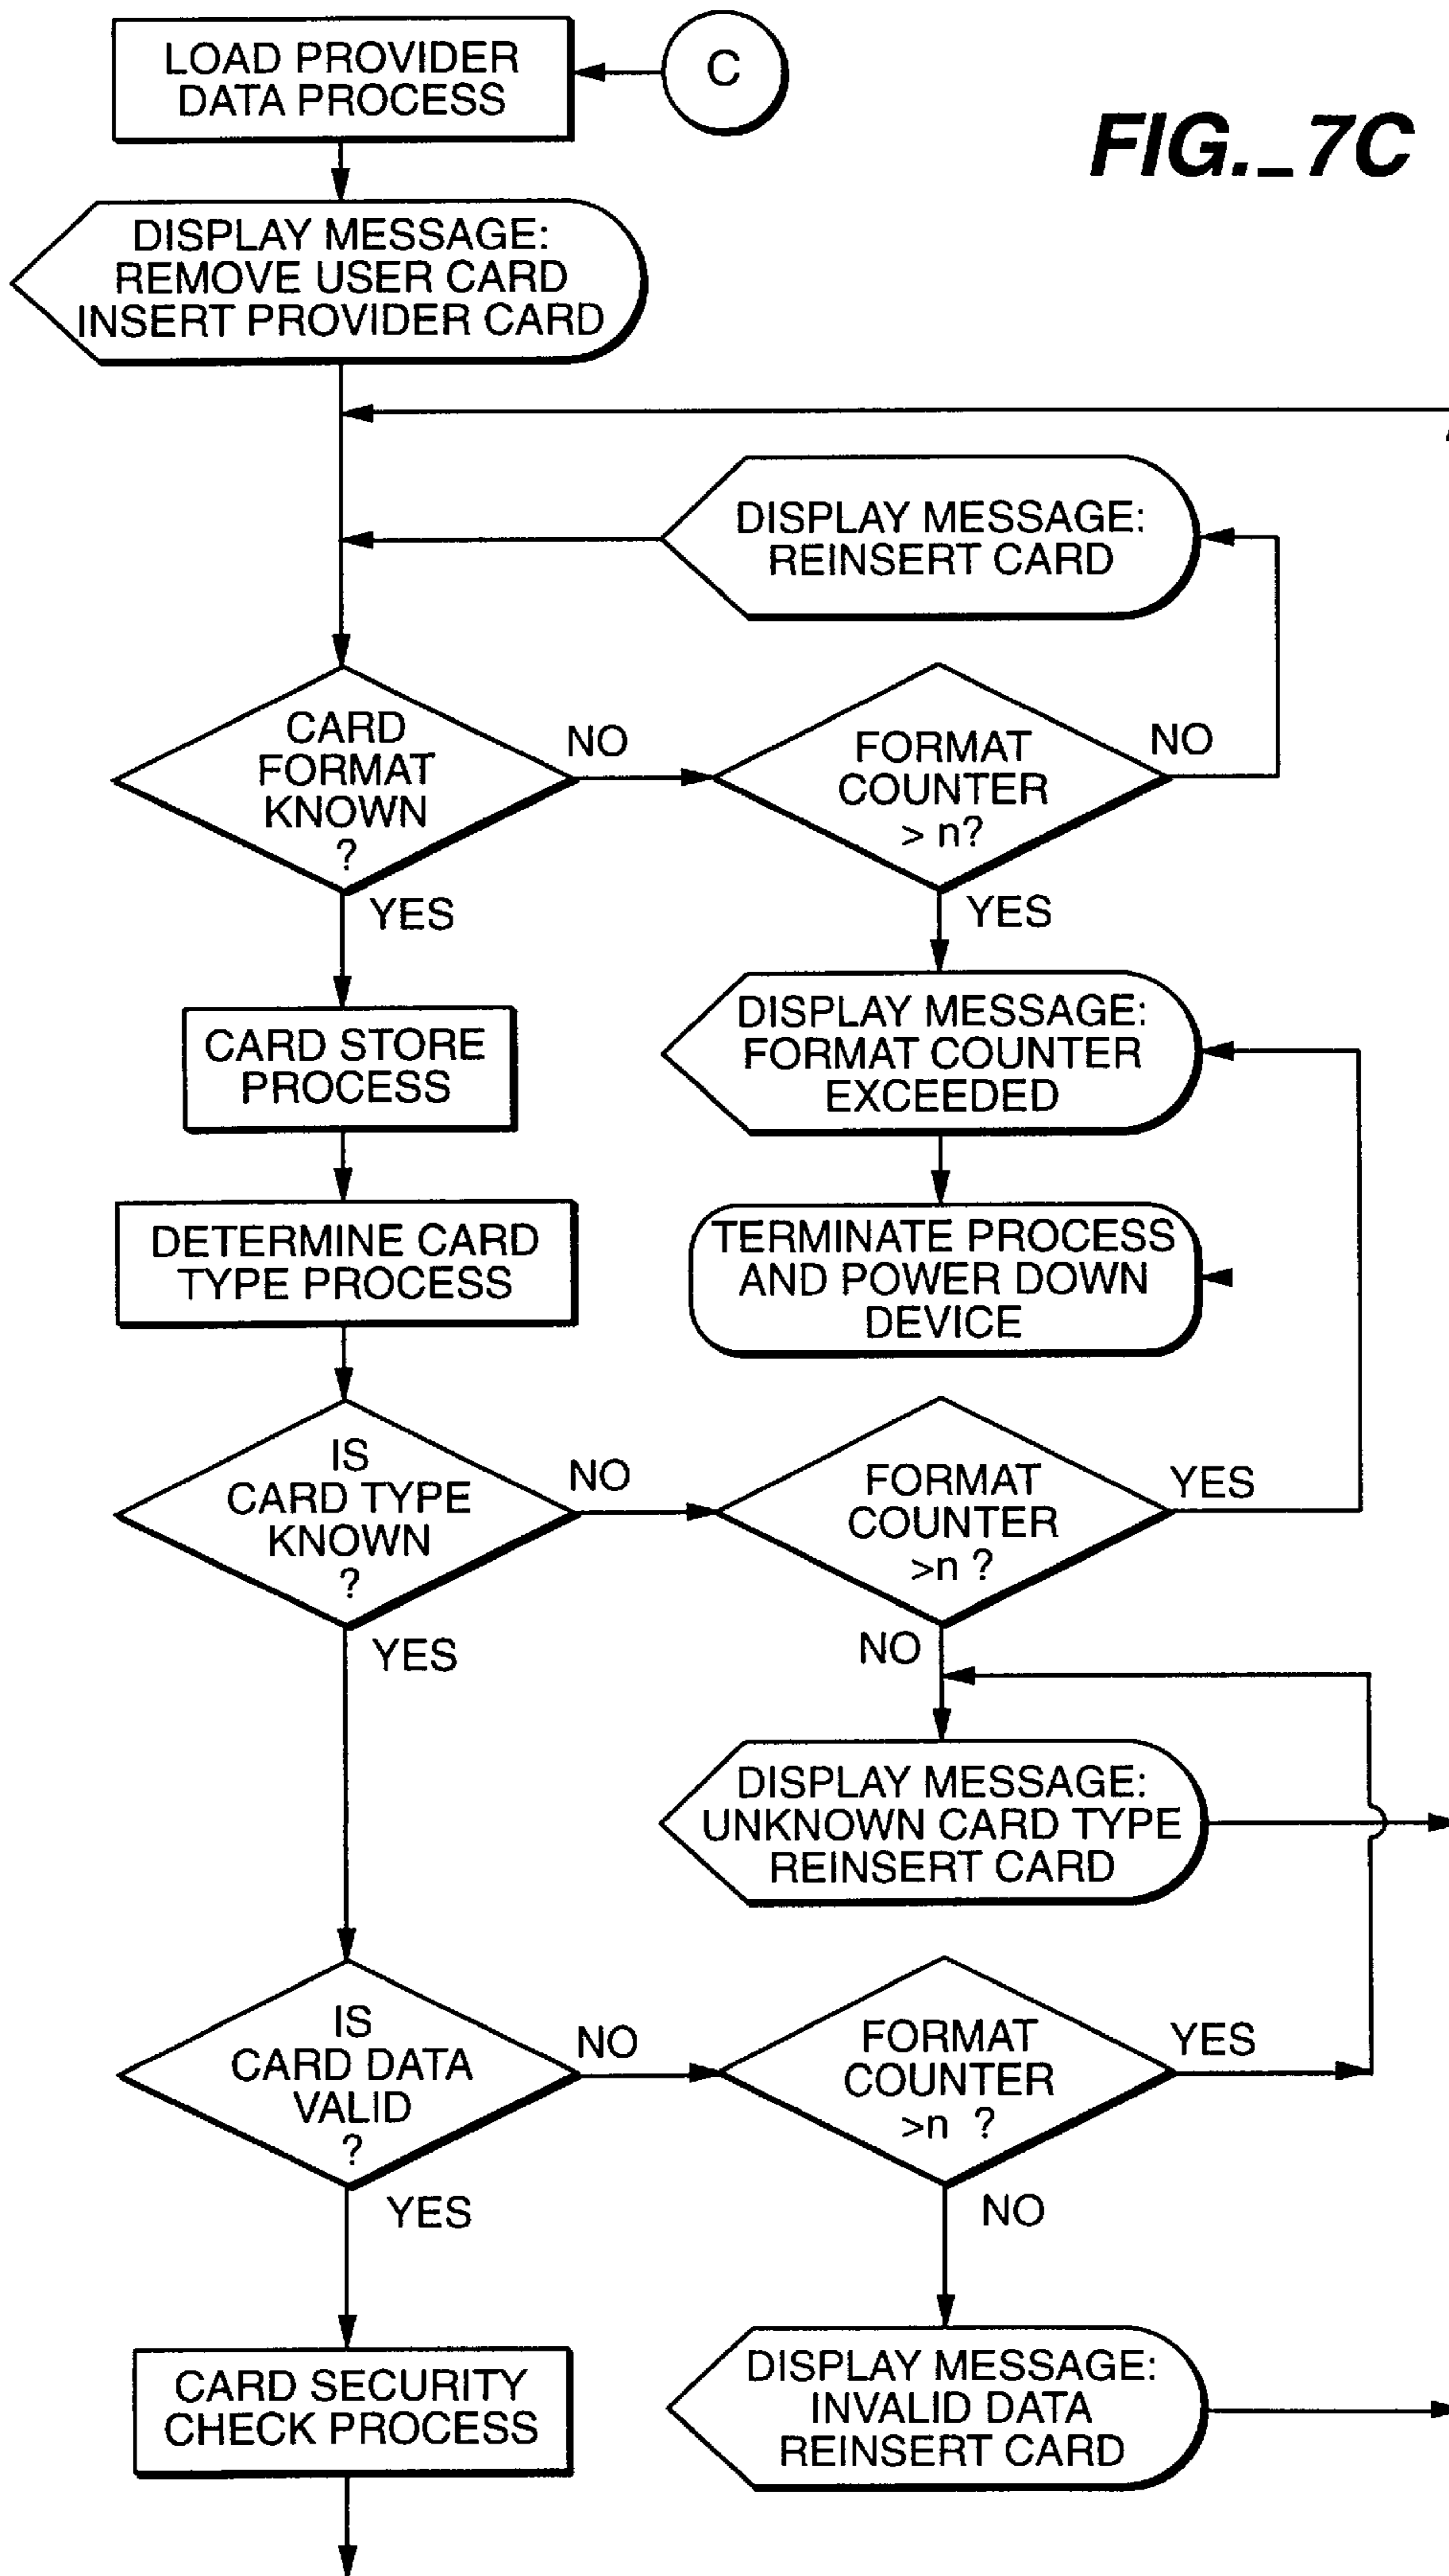 LOAD PROVIDER
DATA PROCESS
C
FIG._7C
DISPLAY MESSAGE:
REMOVE USER CARD
INSERT PROVIDER CARD
DISPLAY MESSAGE:
REINSERT CARD
CARD
FORMAT
KNOWN
?
NO
FORMAT
COUNTER
> n?
NO
YES
YES
CARD STORE
PROCESS
DISPLAY MESSAGE:
FORMAT COUNTER
EXCEEDED
DETERMINE CARD
TYPE PROCESS
TERMINATE PROCESS
AND POWER DOWN
DEVICE
IS
CARD TYPE
KNOWN
?
NO
FORMAT
COUNTER
>n ?
YES
YES
NO
DISPLAY MESSAGE:
UNKNOWN CARD TYPE
REINSERT CARD
IS
CARD DATA
VALID
?
NO
FORMAT
COUNTER
>n ?
YES
YES
NO
CARD SECURITY
CHECK PROCESS
DISPLAY MESSAGE:
INVALID DATA
REINSERT CARD